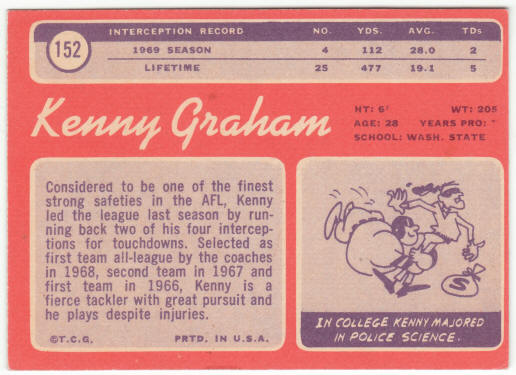 152
INTERCEPTION RECORD NO. YDS. AVG. TDs
1969 SEASON 4 112 28.0 2
LIFETIME 25 477 19.1 5
Kenny Graham
HT: 6' WT: 205
AGE: 28 YEARS PRO:
SCHOOL: WASH. STATE
Considered to be one of the finest
strong safeties in the AFL, Kenny
led the league last season by run-
ning back two of his four intercep-
tions for touchdowns. Selected as
first team all-league by the coaches
in 1968, second team in 1967 and
first team in 1966, Kenny is a
fierce tackler with great pursuit and
he plays despite injuries.
©T.C.G. PRTD. IN U.S.A.
S
IN COLLEGE KENNY MAJORED
IN POLICE SCIENCE.